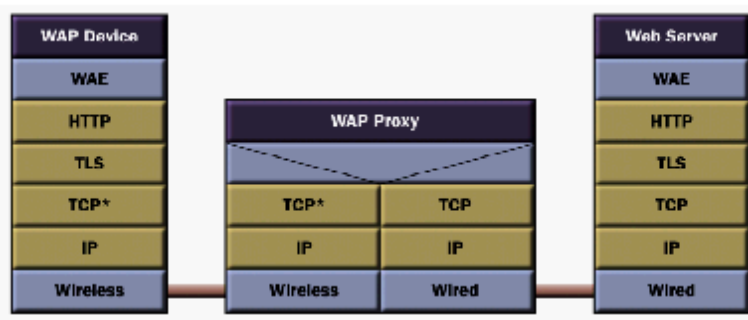 WAP Device
WAE
HTTP
TLS
TCP*
IP
Wireless
WAP Proxy
TCP* TCP
IP IP
Wireless Wired
Web Server
WAE
HTTP
TLS
TCP
IP
Wired